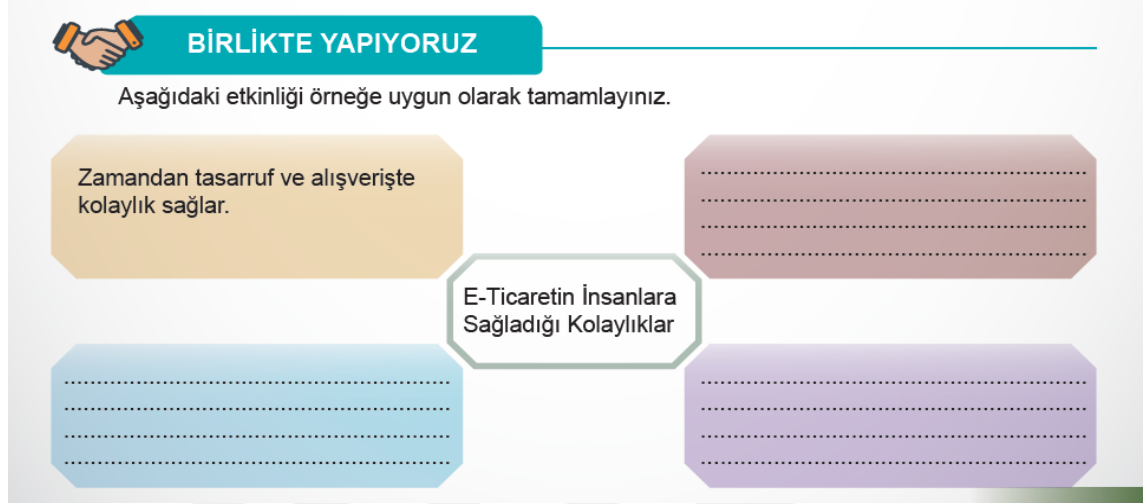 BİRLİKTE YAPIYORUZ
Aşağıdaki etkinliği örneğe uygun olarak tamamlayınız.
Zamandan tasarruf ve alışverişte
kolaylık sağlar.
................................................................
................................................................
................................................................
................................................................
E-Ticaretin İnsanlara
Sağladığı Kolaylıklar
................................................................
................................................................
................................................................
................................................................
................................................................
................................................................
................................................................
................................................................